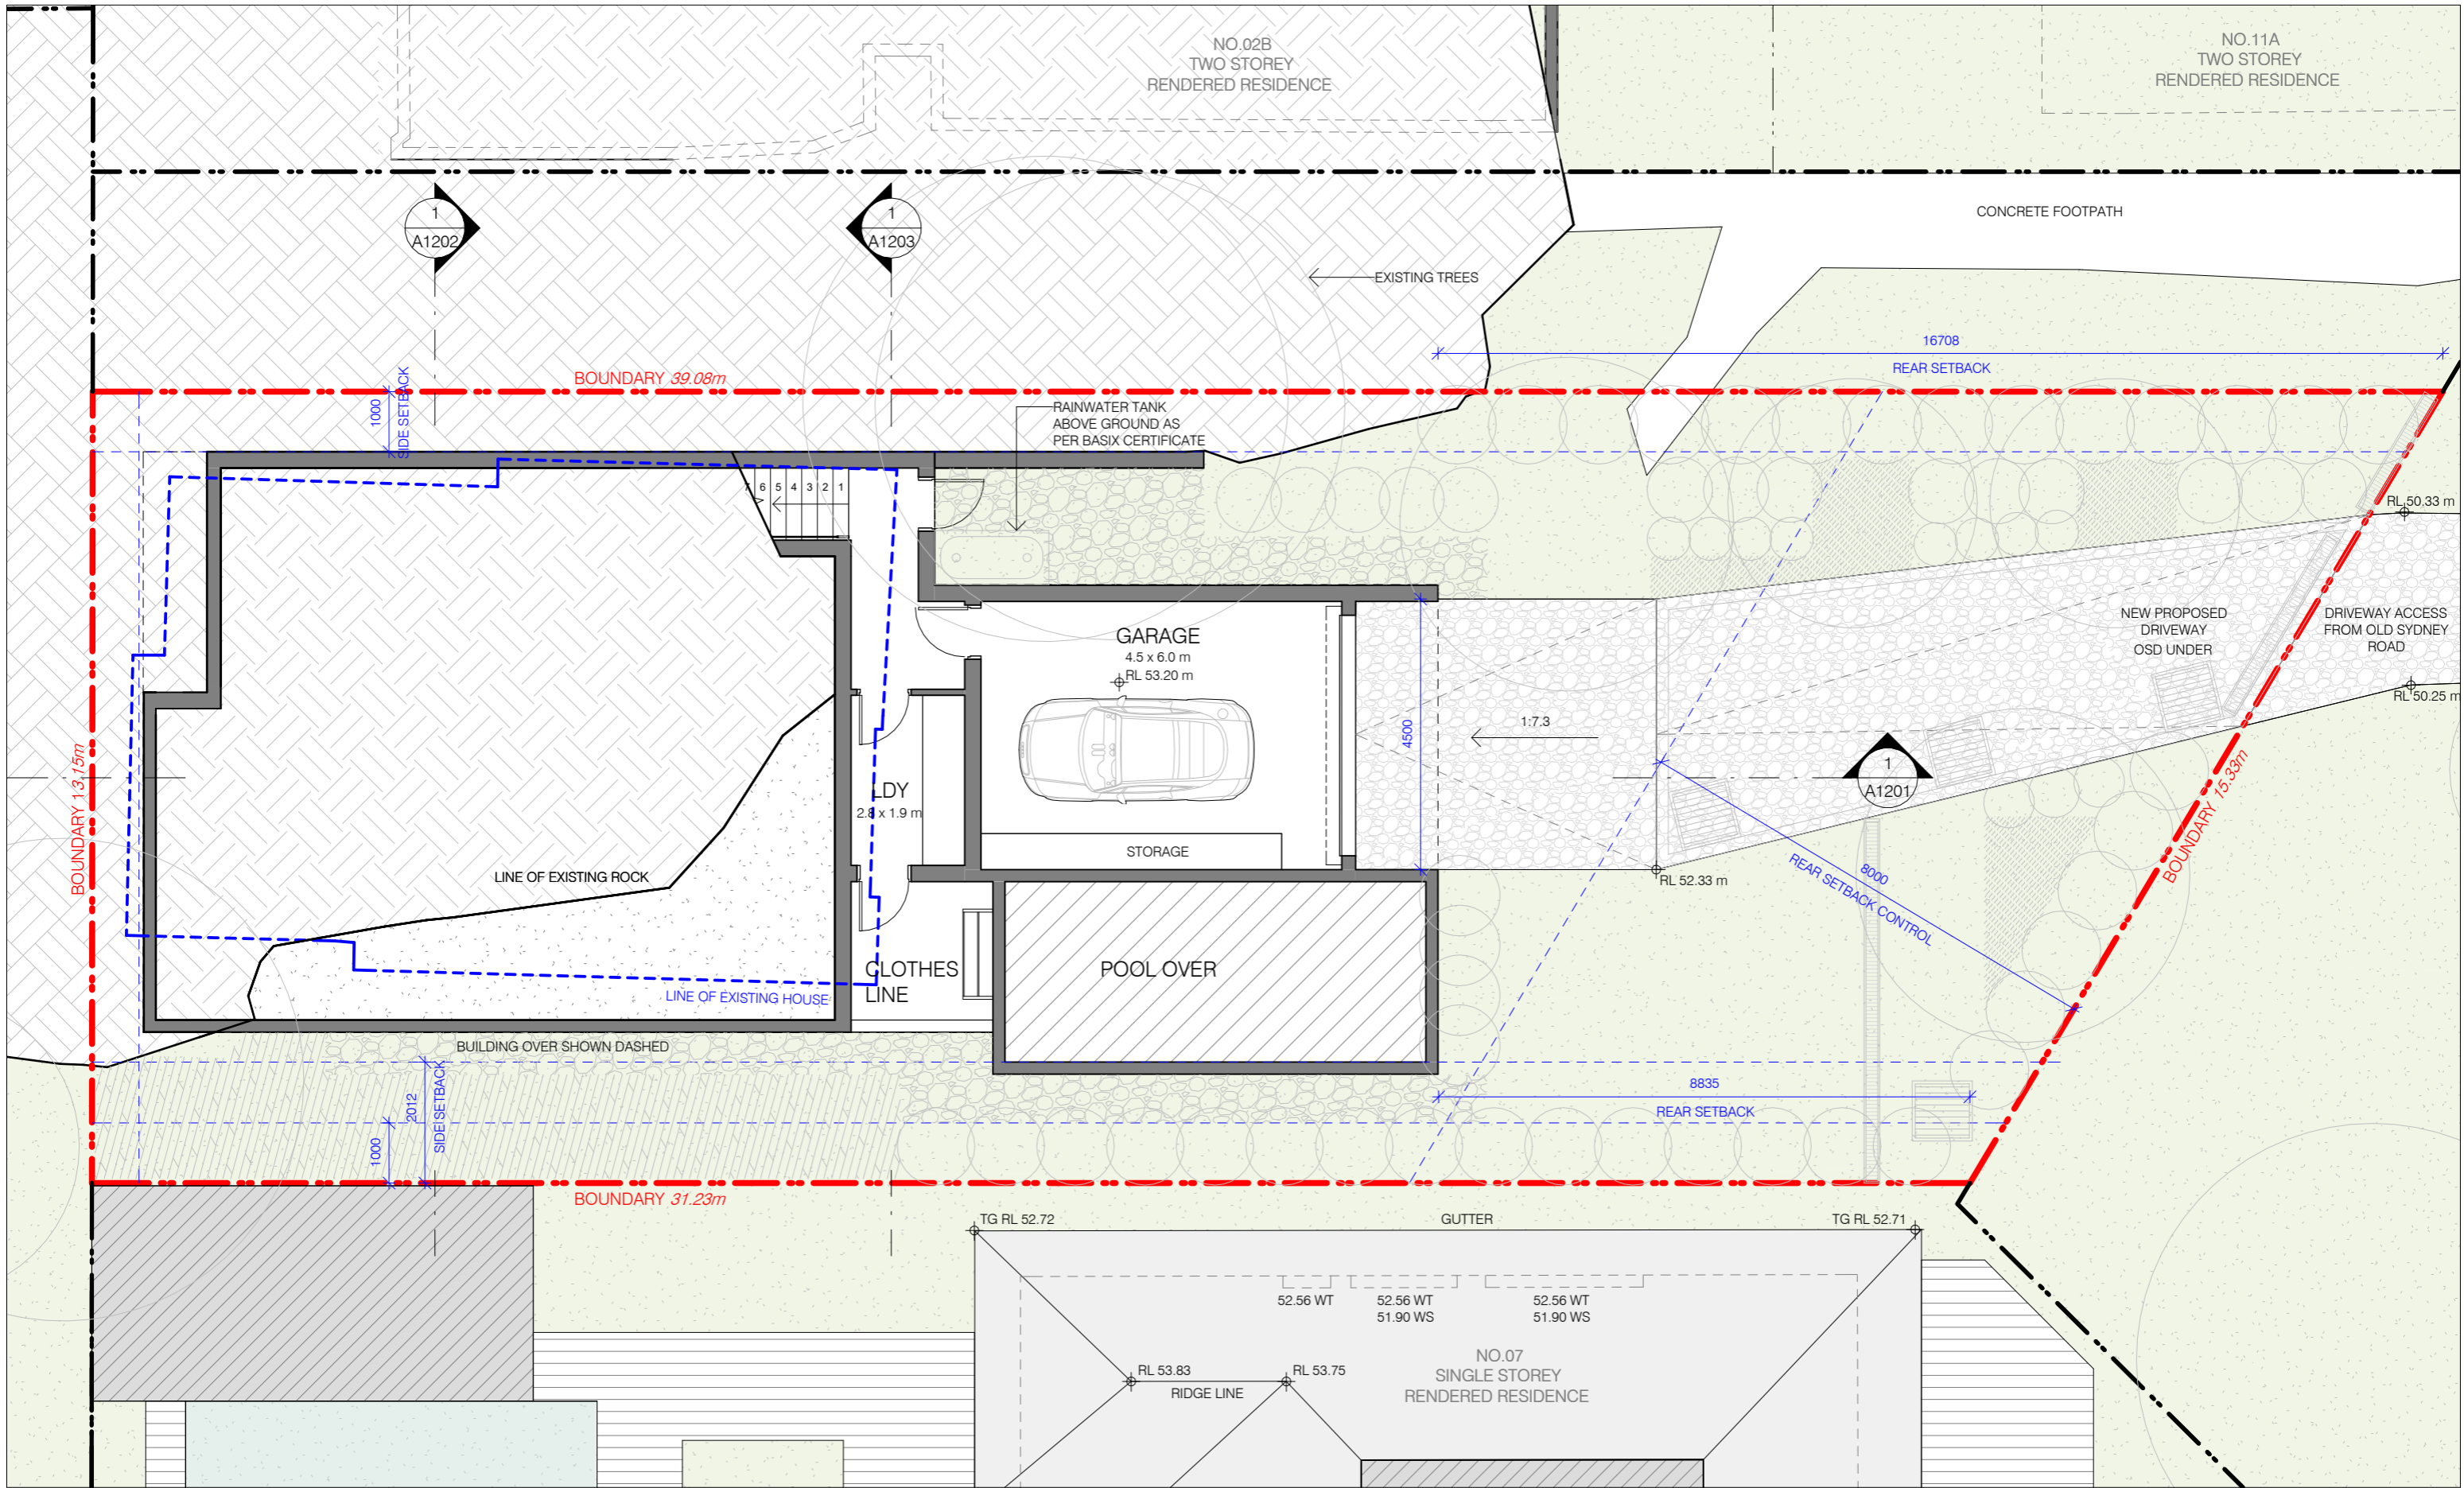 NO.02B
TWO STOREY
RENDERED RESIDENCE
NO.11A
TWO STOREY
RENDERED RESIDENCE
1
A1202
1
A1203
CONCRETE FOOTPATH
EXISTING TREES
16708
REAR SETBACK
BOUNDARY 39.08m
1000
SIDE SETBACK
RAINWATER TANK
ABOVE GROUND AS
PER BASIX CERTIFICATE
7 6 5 4 3 2 1
RL 50.33 m
GARAGE
4.5 x 6.0 m
RL 53.20 m
NEW PROPOSED
DRIVEWAY
OSD UNDER
DRIVEWAY ACCESS
FROM OLD SYDNEY
ROAD
RL 50.25 m
4500
1:7.3
1
A1201
BOUNDARY 13.15m
BOUNDARY 15.33m
LDY
2.8 x 1.9 m
STORAGE
LINE OF EXISTING ROCK
RL 52.33 m
8000
REAR SETBACK CONTROL
CLOTHES
LINE
POOL OVER
LINE OF EXISTING HOUSE
BUILDING OVER SHOWN DASHED
2012
SIDE SETBACK
1000
8835
REAR SETBACK
BOUNDARY 31.23m
TG RL 52.72
GUTTER
TG RL 52.71
52.56 WT
52.56 WT
51.90 WS
52.56 WT
51.90 WS
NO.07
SINGLE STOREY
RENDERED RESIDENCE
RL 53.83
RL 53.75
RIDGE LINE